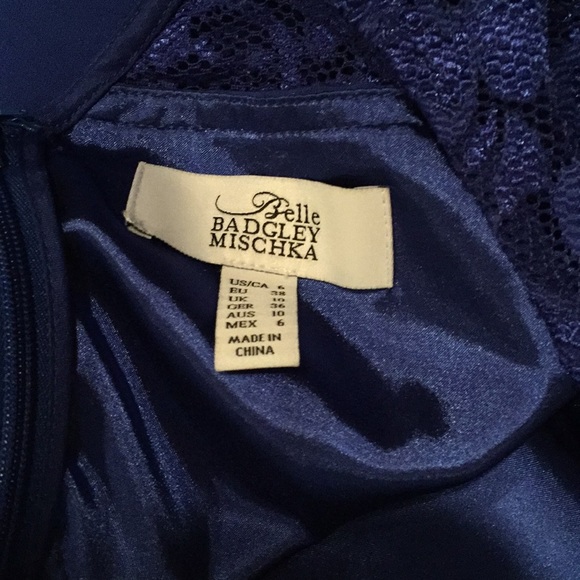 Belle
BADGLEY
MISCHKA
US/CA 6
EU 38
UK 10
GER 36
AUS 10
MEX 6
MADE IN
CHINA